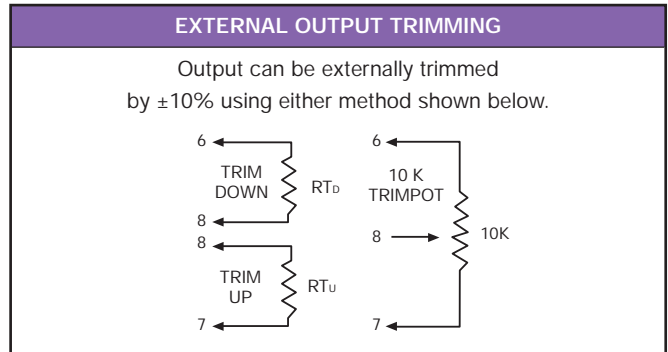 EXTERNAL OUTPUT TRIMMING
Output can be externally trimmed
by ±10% using either method shown below.
6
TRIM
DOWN
RTD
8
8
TRIM
UP
RTU
7
6
10 K
TRIMPOT
8
10K
7